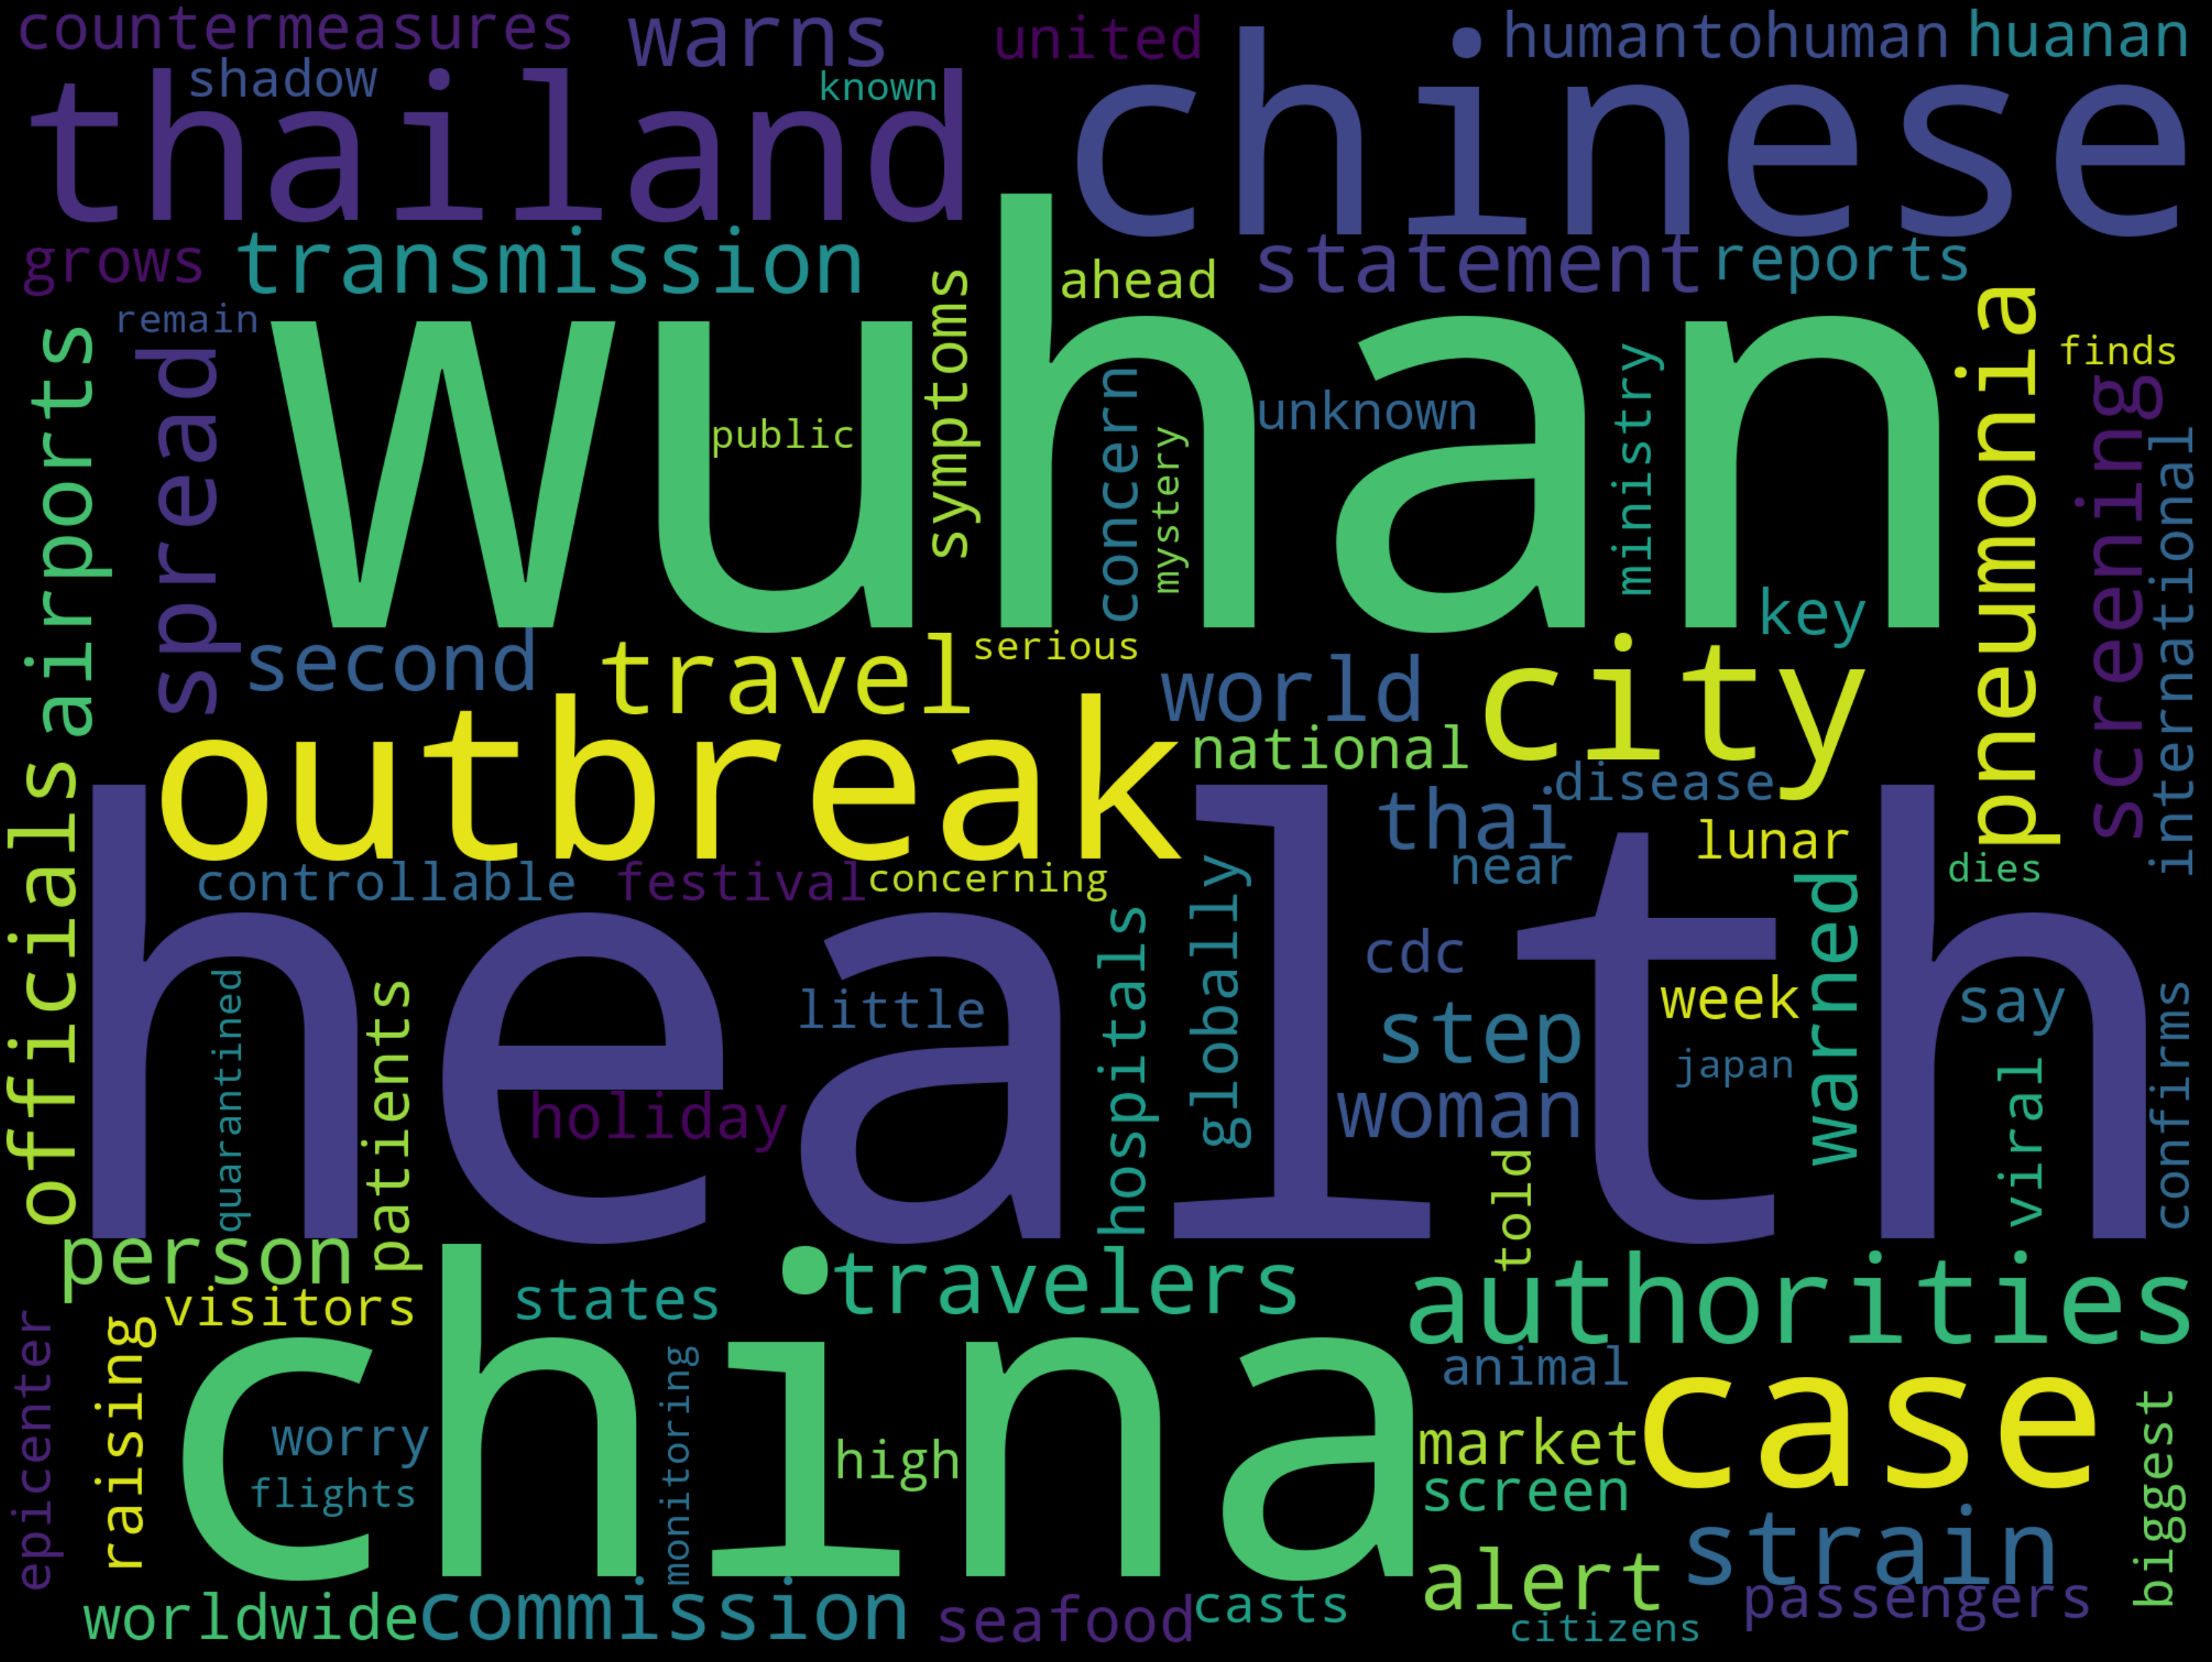 countermeasures
warns
united
humantohuman
huanan
shadow
known
thailand
chinese
grows
transmission
ahead
statement
reports
remain
airports
spread
wuhan
public
symptoms
concern
mystery
unknown
ministry
key
pneumonia
finds
screening
international
second
travel
serious
world
national
city
outbreak
disease
officials
thai
near
lunar
dies
controllable
festival
concerning
health
quarantined
patients
little
holiday
hospitals
globally
cdc
step
week
warned
say
japan
woman
told
viral
confirms
person
visitors
states
travelers
authorities
epicenter
raising
china
worry
flights
monitoring
high
animal
market
case
screen
biggest
strain
alert
passengers
worldwide
commission
seafood
casts
citizens